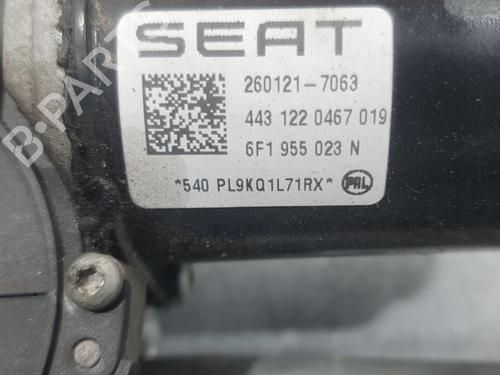 SEAT
260121-7063
443 122 0467 019
6F1 955 023 N
*540 PL9KQ1L71RX* PAL
B-PARTS